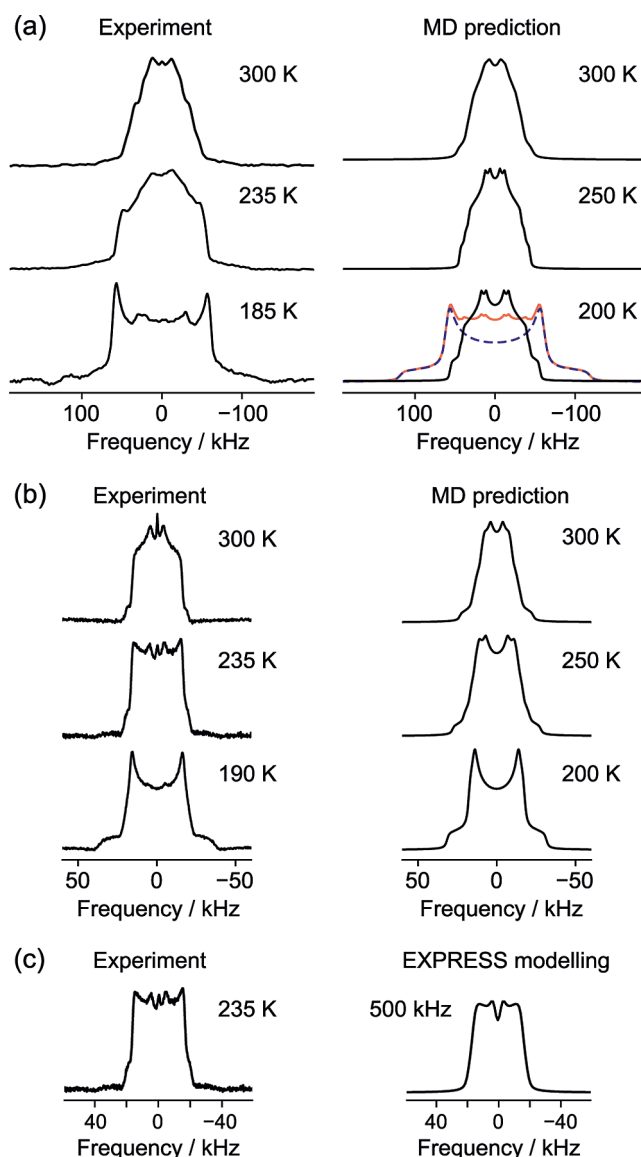 (a) Experiment MD prediction
300 K 300 K
235 K 250 K
185 K 200 K
100 0 −100 100 0 −100
Frequency / kHz Frequency / kHz
(b) Experiment MD prediction
300 K 300 K
235 K 250 K
190 K 200 K
50 0 −50 50 0 −50
Frequency / kHz Frequency / kHz
(c) Experiment EXPRESS modelling
235 K 500 kHz
40 0 −40 40 0 −40
Frequency / kHz Frequency / kHz